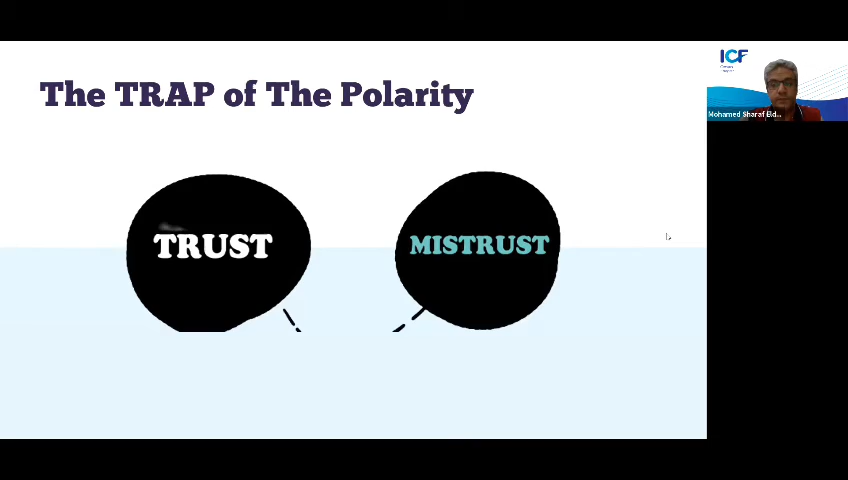 The TRAP of The Polarity
ICF
Mohamed Sharaf Eld...
TRUST
MISTRUST